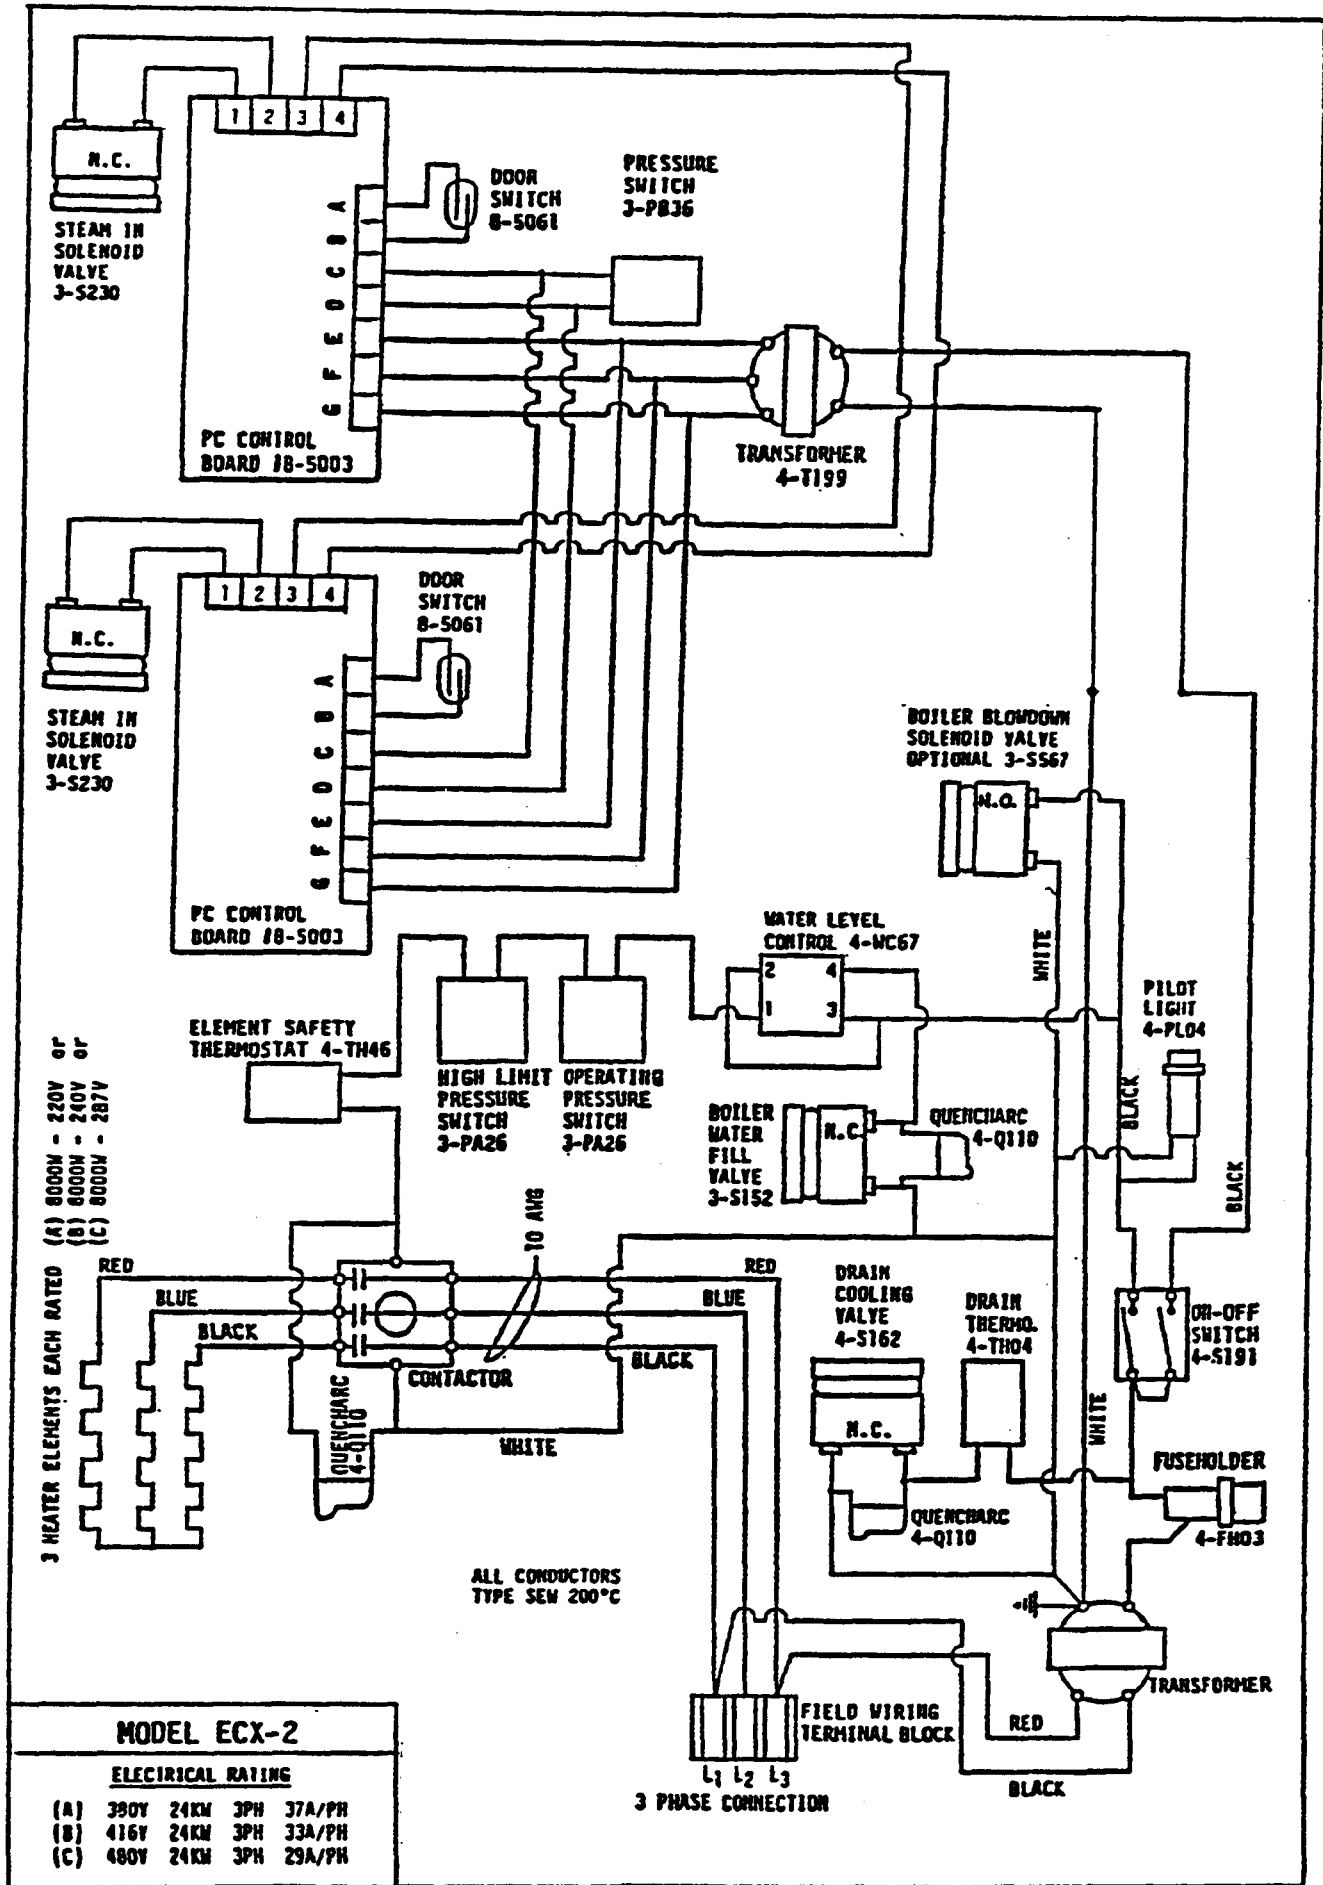 1 2 3 4
N.C.
STEAM IN
SOLENOID
VALVE
3-S230
A
B
C
D
E
F
G
PC CONTROL
BOARD #8-5003
DOOR
SWITCH
8-5061
PRESSURE
SWITCH
3-PB36
TRANSFORMER
4-T199
1 2 3 4
N.C.
STEAM IN
SOLENOID
VALVE
3-S230
A
B
C
D
E
F
G
PC CONTROL
BOARD #8-5003
DOOR
SWITCH
8-5061
BOILER BLOWDOWN
SOLENOID VALVE
OPTIONAL 3-SS67
N.O.
WHITE
WATER LEVEL
CONTROL 4-WC67
2 4
1 3
PILOT
LIGHT
4-PL04
BLACK
BLACK
ELEMENT SAFETY
THERMOSTAT 4-TH46
HIGH LIMIT
PRESSURE
SWITCH
3-PA26
OPERATING
PRESSURE
SWITCH
3-PA26
BOILER
WATER
FILL
VALVE
3-S152
N.C
QUENCHARC
4-Q110
3 HEATER ELEMENTS EACH RATED (A) 8000W - 220V or
(B) 8000W - 240V or
(C) 8000W - 287V
RED
BLUE
BLACK
TO AWG
RED
BLUE
BLACK
CONTACTOR
QUENCHARC
4-Q110
WHITE
DRAIN
COOLING
VALVE
4-S162
N.C.
DRAIN
THERMO.
4-TH04
ON-OFF
SWITCH
4-S191
WHITE
FUSEHOLDER
4-FH03
QUENCHARC
4-Q110
ALL CONDUCTORS
TYPE SEW 200°C
TRANSFORMER
FIELD WIRING
TERMINAL BLOCK
RED
BLACK
L1 L2 L3
3 PHASE CONNECTION
MODEL ECX-2
ELECTRICAL RATING
(A) 380V 24KW 3PH 37A/PH
(B) 416V 24KW 3PH 33A/PH
(C) 480V 24KW 3PH 29A/PH